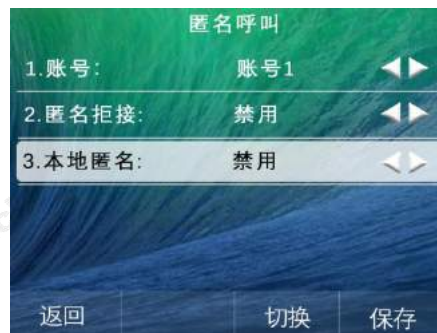 匿名呼叫
1.账号: 账号1
2.匿名拒接: 禁用
3.本地匿名: 禁用
返回 切换 保存